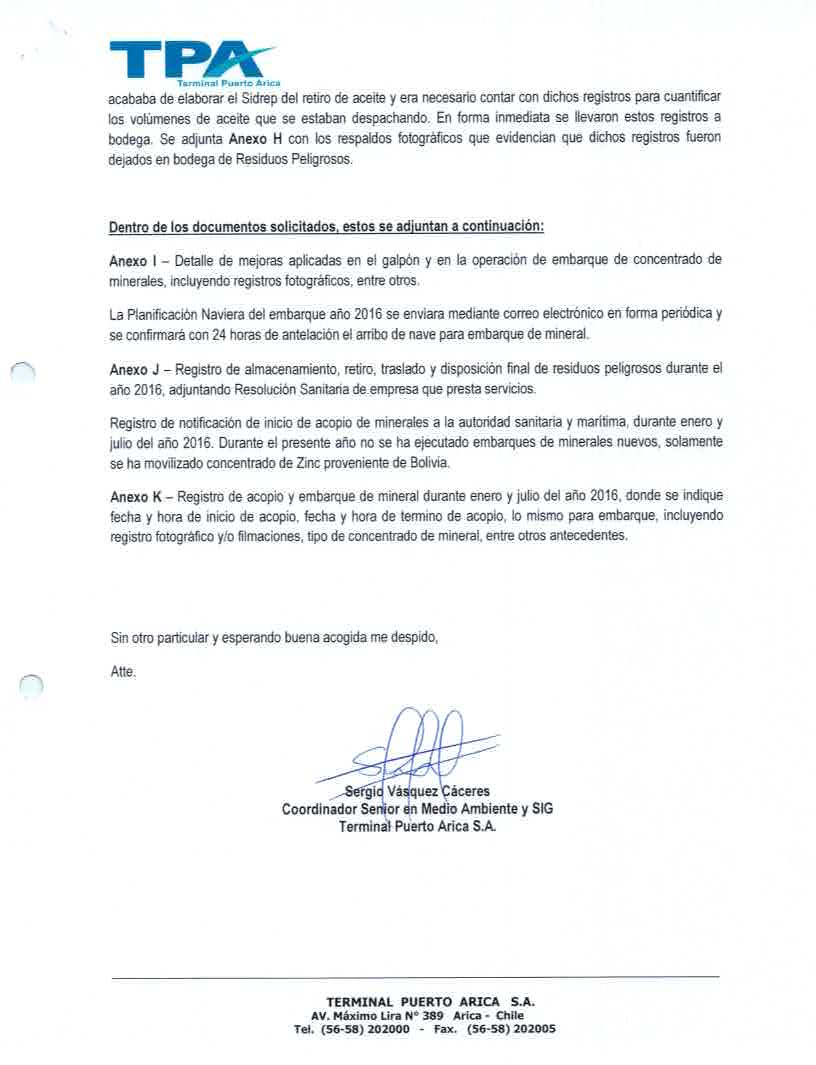 TPA
Terminal Puerto Arica
acababa de elaborar el Sidrep del retiro de aceite y era necesario contar con dichos registros para cuantificar
los volúmenes de aceite que se estaban despachando. En forma inmediata se llevaron estos registros a
bodega. Se adjunta Anexo H con los respaldos fotográficos que evidencian que dichos registros fueron
dejados en bodega de Residuos Peligrosos.
Dentro de los documentos solicitados, estos se adjuntan a continuación:
Anexo I – Detalle de mejoras aplicadas en el galpón y en la operación de embarque de concentrado de
minerales, incluyendo registros fotográficos, entre otros.
La Planificación Naviera del embarque año 2016 se enviara mediante correo electrónico en forma periódica y
se confirmará con 24 horas de antelación el arribo de nave para embarque de mineral.
Anexo J – Registro de almacenamiento, retiro, traslado y disposición final de residuos peligrosos durante el
año 2016, adjuntando Resolución Sanitaria de empresa que presta servicios.
Registro de notificación de inicio de acopio de minerales a la autoridad sanitaria y marítima, durante enero y
julio del año 2016. Durante el presente año no se ha ejecutado embarques de minerales nuevos, solamente
se ha movilizado concentrado de Zinc proveniente de Bolivia.
Anexo K – Registro de acopio y embarque de mineral durante enero y julio del año 2016, donde se indique
fecha y hora de inicio de acopio, fecha y hora de termino de acopio, lo mismo para embarque, incluyendo
registro fotográfico y/o filmaciones, tipo de concentrado de mineral, entre otros antecedentes.
Sin otro particular y esperando buena acogida me despido,
Atte.
Sergio Vásquez Cáceres
Coordinador Senior en Medio Ambiente y SIG
Terminal Puerto Arica S.A.
TERMINAL PUERTO ARICA S.A.
AV. Máximo Lira N° 389 Arica - Chile
Tel. (56-58) 202000 - Fax. (56-58) 202005